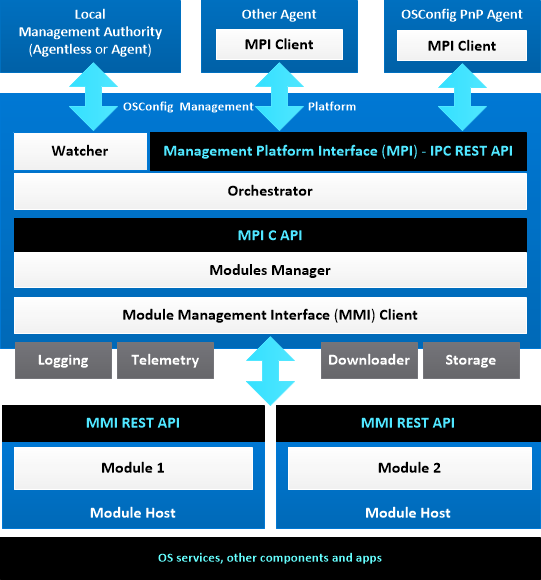 Local
Management Authority
(Agentless or Agent)
Other Agent
MPI Client
OSConfig PnP Agent
MPI Client
OSConfig Management Platform
Watcher
Management Platform Interface (MPI) - IPC REST API
Orchestrator
MPI C API
Modules Manager
Module Management Interface (MMI) Client
Logging
Telemetry
Downloader
Storage
MMI REST API
Module 1
Module Host
MMI REST API
Module 2
Module Host
OS services, other components and apps